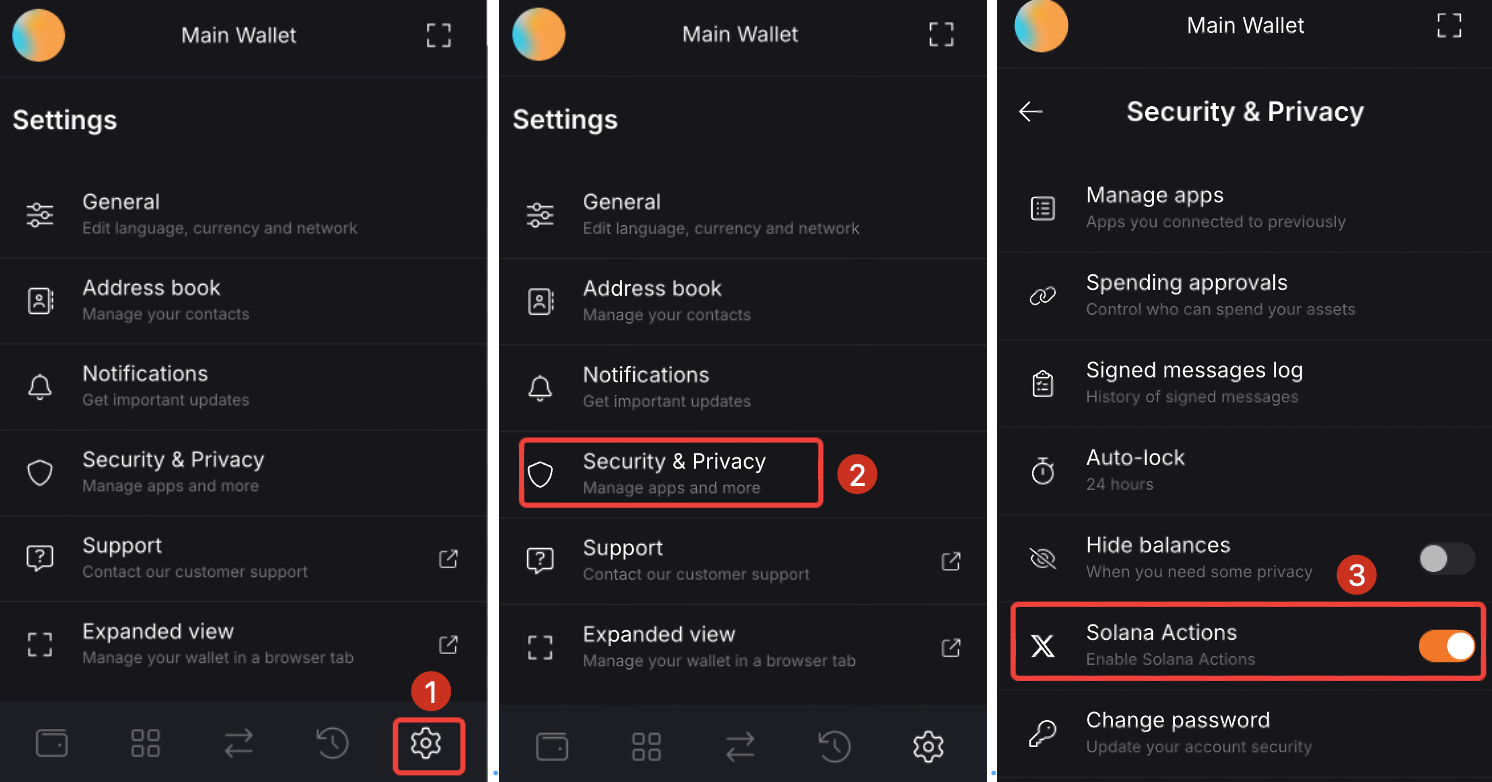 Main Wallet
Settings
General
Edit language, currency and network
Address book
Manage your contacts
Notifications
Get important updates
Security & Privacy
Manage apps and more
Support
Contact our customer support
Expanded view
Manage your wallet in a browser tab
1
Main Wallet
Settings
General
Edit language, currency and network
Address book
Manage your contacts
Notifications
Get important updates
Security & Privacy
Manage apps and more
2
Support
Contact our customer support
Expanded view
Manage your wallet in a browser tab
Main Wallet
Security & Privacy
Manage apps
Apps you connected to previously
Spending approvals
Control who can spend your assets
Signed messages log
History of signed messages
Auto-lock
24 hours
Hide balances
When you need some privacy
3
Solana Actions
Enable Solana Actions
Change password
Update your account security